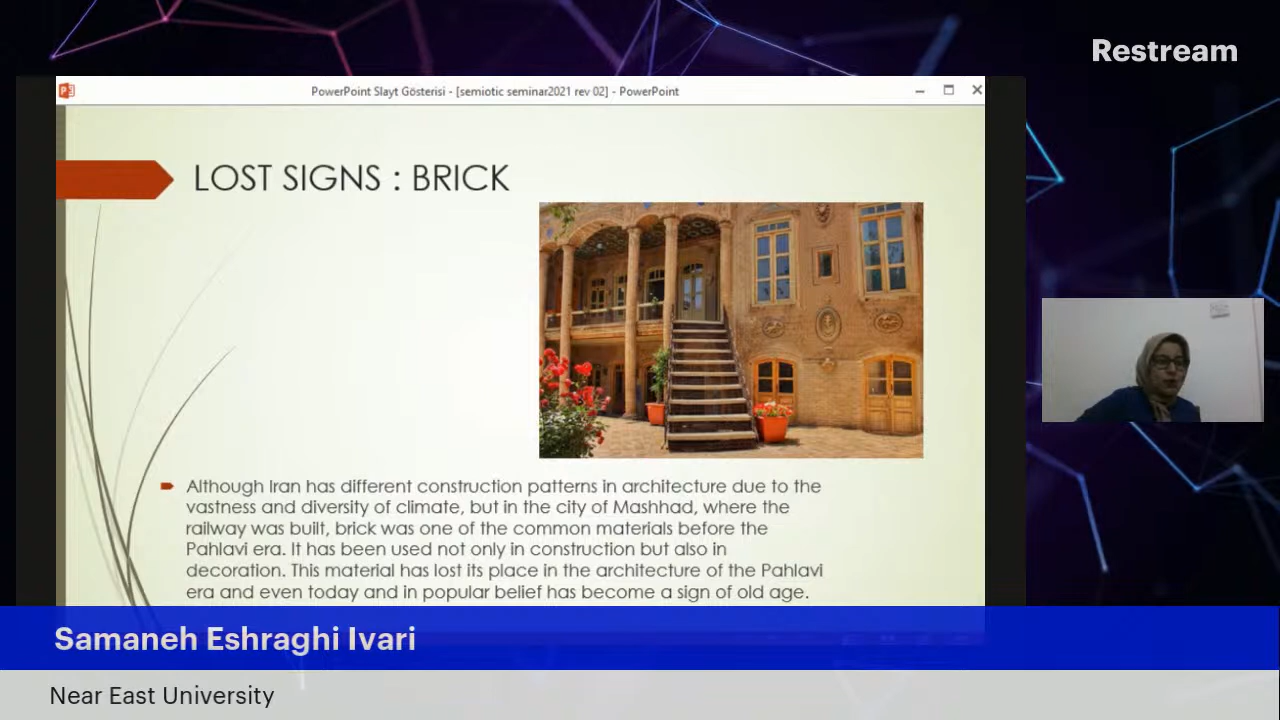 Restream
PowerPoint Slayt Gösterisi - [semiotic seminar2021 rev 02] - PowerPoint
LOST SIGNS : BRICK
Although Iran has different construction patterns in architecture due to the
vastness and diversity of climate, but in the city of Mashhad, where the
railway was built, brick was one of the common materials before the
Pahlavi era. It has been used not only in construction but also in
decoration. This material has lost its place in the architecture of the Pahlavi
era and even today and in popular belief has become a sign of old age.
Samaneh Eshraghi Ivari
Near East University